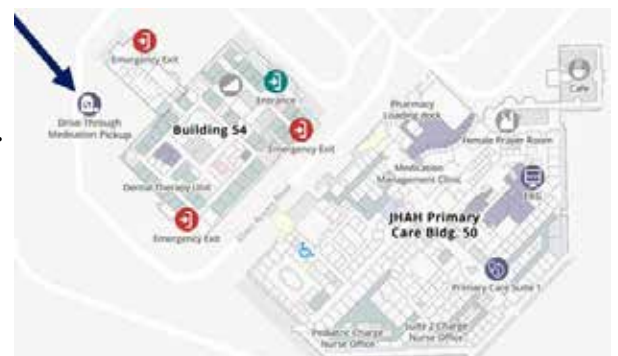 Emergency Exit
Drive Through
Medication Pickup
Entrance
Building 54
Emergency Exit
Dental Therapy Unit
Emergency Exit
Cafe
Pharmacy
Loading dock
Female Prayer Room
Medication
Management Clinic
EKG
JHAH Primary
Care Bldg. 50
Primary Care Suite 1
Pediatric Charge
Nurse Office
Suite 2 Charge
Nurse Office